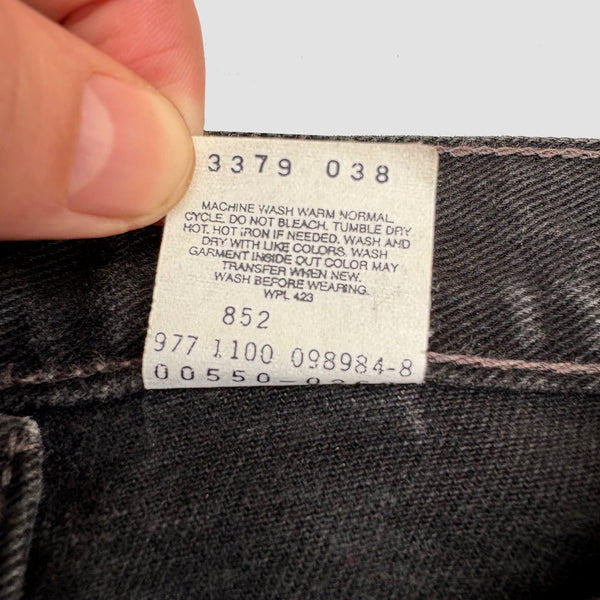 3379 038
MACHINE WASH WARM NORMAL
CYCLE. DO NOT BLEACH. TUMBLE DRY
HOT. HOT IRON IF NEEDED. WASH AND
DRY WITH LIKE COLORS. WASH
GARMENT INSIDE OUT COLOR MAY
TRANSFER WHEN NEW.
WASH BEFORE WEARING.
WPL 423
852
977 1100 098984-8
00550-